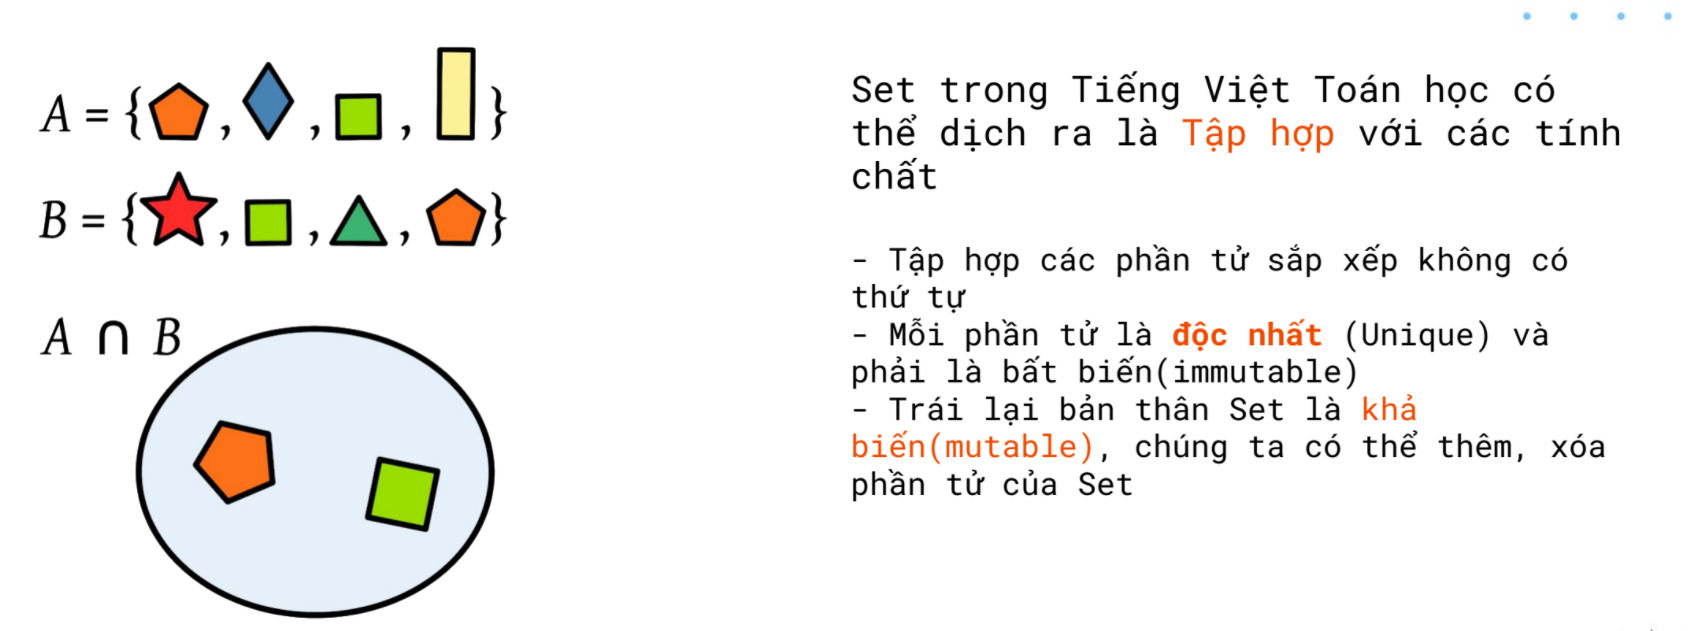 A = { , , , }
B = { , , , }
A ∩ B
Set trong Tiếng Việt Toán học có
thể dịch ra là Tập hợp với các tính
chất
- Tập hợp các phần tử sắp xếp không có
thứ tự
- Mỗi phần tử là độc nhất (Unique) và
phải là bất biến(immutable)
- Trái lại bản thân Set là khả
biến(mutable), chúng ta có thể thêm, xóa
phần tử của Set